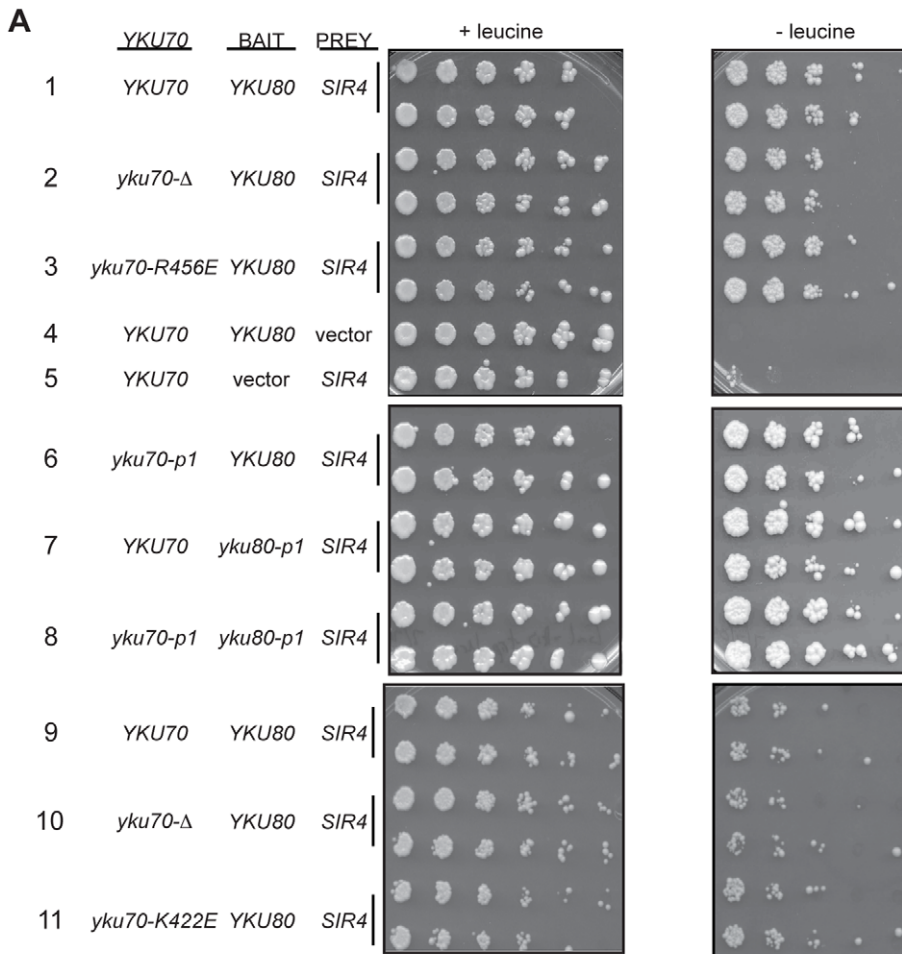 A
YKU70 BAIT PREY + leucine - leucine
1 YKU70 YKU80 SIR4
2 yku70-Δ YKU80 SIR4
3 yku70-R456E YKU80 SIR4
4 YKU70 YKU80 vector
5 YKU70 vector SIR4
6 yku70-p1 YKU80 SIR4
7 YKU70 yku80-p1 SIR4
8 yku70-p1 yku80-p1 SIR4
9 YKU70 YKU80 SIR4
10 yku70-Δ YKU80 SIR4
11 yku70-K422E YKU80 SIR4